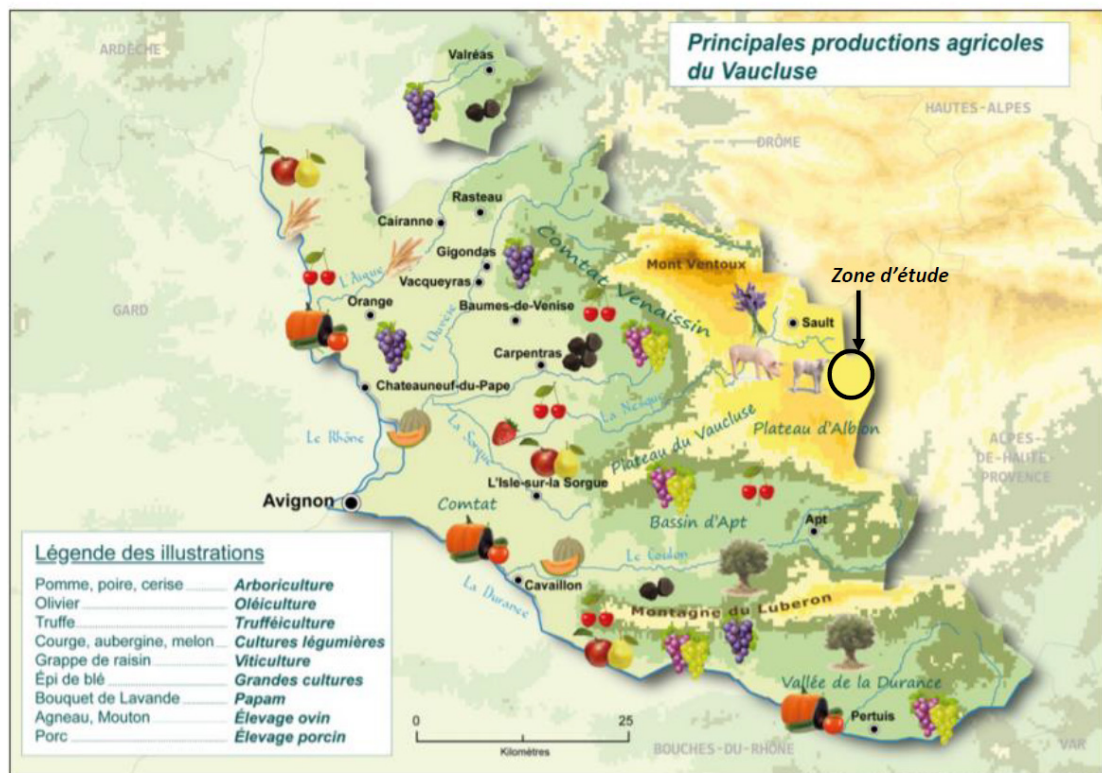 Principales productions agricoles
du Vaucluse
ARDÈCHE
Valréas
HAUTES-ALPES
DRÔME
Rasteau
Cairanne
Gigondas
Comtat Venaissin
Mont Ventoux
Zone d'étude
GARD
L'Aigue
Vacqueyras
Orange
L'Ouvèze
Baumes-de-Venise
Sault
Carpentras
Chateauneuf-du-Pape
La Nesque
Le Rhône
La Sorgue
Plateau du Vaucluse
Plateau d'Albion
ALPES-
DE-HAUTE-
PROVENCE
L'Isle-sur-la Sorgue
Avignon
Comtat
Bassin d'Apt
Apt
Le Coulon
Cavaillon
La Durance
Montagne du Luberon
Vallée de la Durance
Pertuis
BOUCHES-DU-RHÔNE
VAR
Légende des illustrations
Pomme, poire, cerise Arboriculture
Olivier Oléiculture
Truffe Trufféiculture
Courge, aubergine, melon Cultures légumières
Grappe de raisin Viticulture
Épi de blé Grandes cultures
Bouquet de Lavande Papam
Agneau, Mouton Élevage ovin
Porc Élevage porcin
0 25
Kilomètres